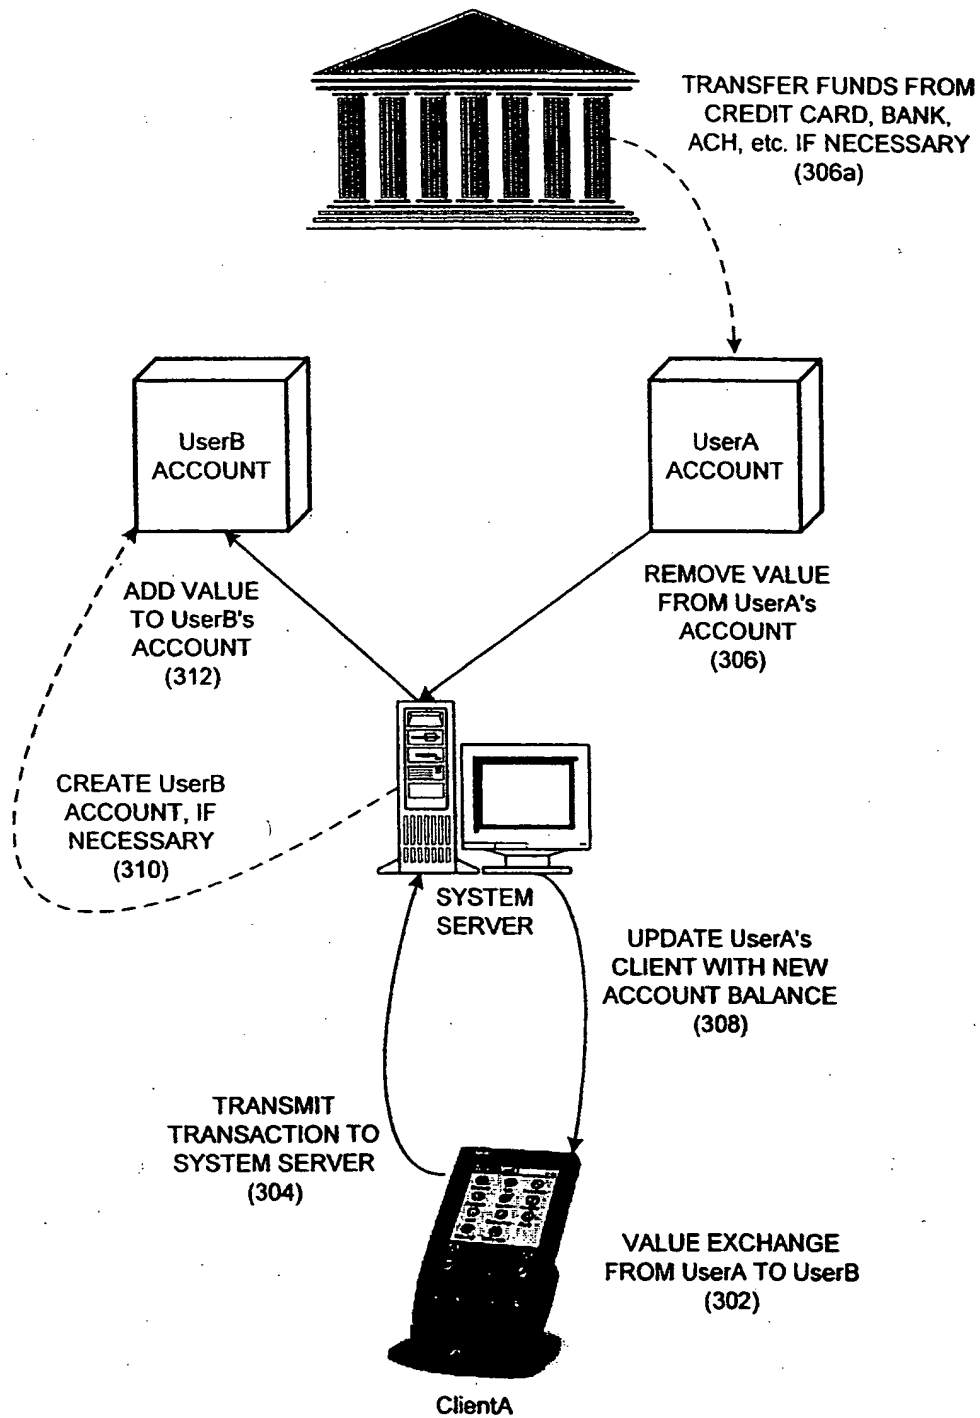 TRANSFER FUNDS FROM
CREDIT CARD, BANK,
ACH, etc. IF NECESSARY
(306a)
UserB
ACCOUNT
UserA
ACCOUNT
ADD VALUE
TO UserB's
ACCOUNT
(312)
REMOVE VALUE
FROM UserA's
ACCOUNT
(306)
CREATE UserB
ACCOUNT, IF
NECESSARY
(310)
SYSTEM
SERVER
UPDATE UserA's
CLIENT WITH NEW
ACCOUNT BALANCE
(308)
TRANSMIT
TRANSACTION TO
SYSTEM SERVER
(304)
VALUE EXCHANGE
FROM UserA TO UserB
(302)
ClientA